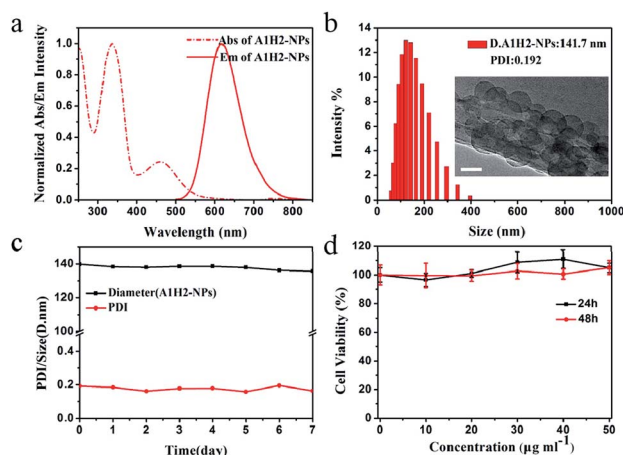 a
Normalized Abs/Em Intensity
1.0
0.8
0.6
0.4
0.2
0.0
Abs of A1H2-NPs
Em of A1H2-NPs
300 400 500 600 700 800
Wavelength (nm)
b
Intensity %
14
12
10
8
6
4
2
0
D.A1H2-NPs:141.7 nm
PDI:0.192
0 200 400 600 800 1000
Size (nm)
c
PDI/Size(D.nm)
140
120
100
0.4
0.2
0.0
Diameter(A1H2-NPs)
PDI
0 1 2 3 4 5 6 7
Time(day)
d
Cell Viability (%)
120
100
80
60
40
20
0
24h
48h
0 10 20 30 40 50
Concentration (μg ml⁻¹)